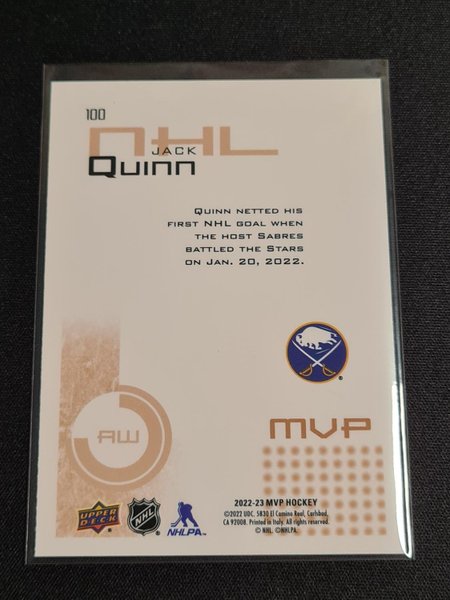 100
NHL
JACK
QUINN
QUINN NETTED HIS
FIRST NHL GOAL WHEN
THE HOST SABRES
BATTLED THE STARS
ON JAN. 20, 2022.
®
MVP
AW
UPPER
DECK
NHL
®
NHLPA
2022-23 MVP HOCKEY
©2022 UDC. 5830 El Camino Real, Carlsbad,
CA 92008. Printed in Italy. All rights reserved.
© NHL. ©NHLPA.